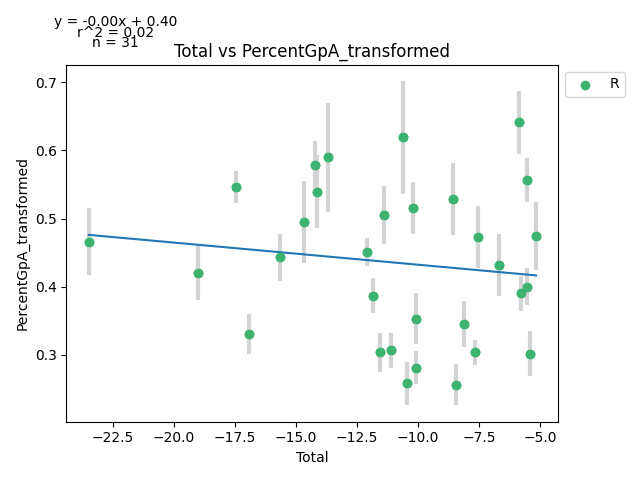 y = -0.00x + 0.40
r^2 = 0.02
n = 31
Total vs PercentGpA_transformed
R
PercentGpA_transformed
0.7
0.6
0.5
0.4
0.3
−22.5 −20.0 −17.5 −15.0 −12.5 −10.0 −7.5 −5.0
Total